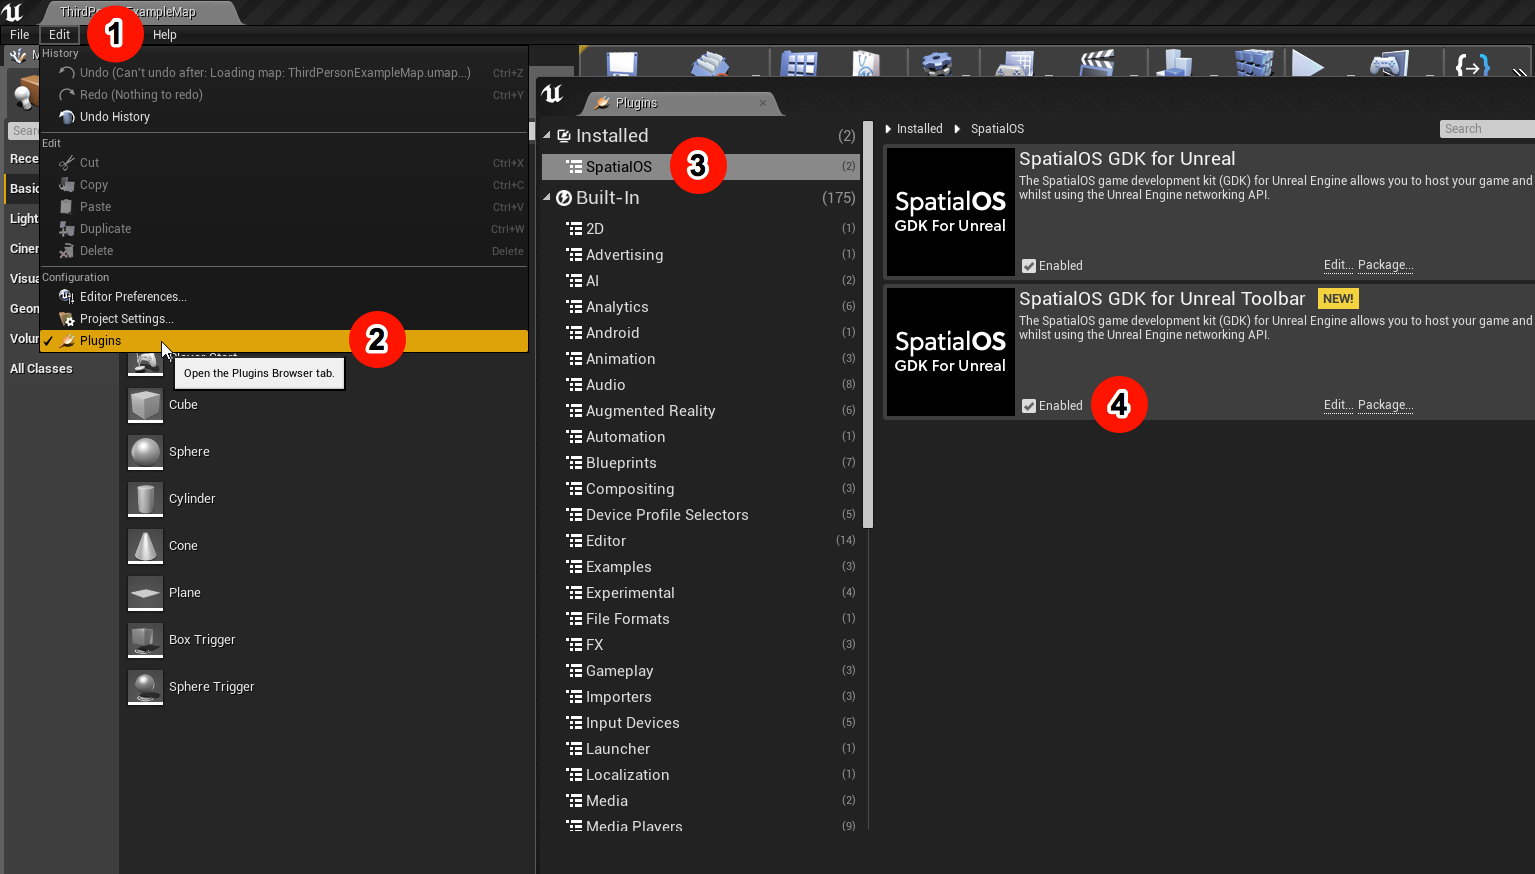 ThirdPersonExampleMap
File
Edit
1
Help
History
Undo (Can't undo after: Loading map: ThirdPersonExampleMap.umap...) Ctrl+Z
Redo (Nothing to redo) Ctrl+Y
Undo History
Edit
Cut Ctrl+X
Copy Ctrl+C
Paste Ctrl+V
Duplicate Ctrl+W
Delete Delete
Configuration
Editor Preferences...
Project Settings...
Plugins
2
Open the Plugins Browser tab.
Sear
Rece
Basic
Light
Cinem
Visua
Geon
Volu
All Classes
Player Start
Cube
Sphere
Cylinder
Cone
Plane
Box Trigger
Sphere Trigger
Plugins
Installed (2)
SpatialOS (2)
3
Built-In (175)
2D (1)
Advertising (1)
AI (2)
Analytics (3)
Android (1)
Animation (3)
Audio (8)
Augmented Reality (6)
Automation (1)
Blueprints (7)
Compositing (3)
Device Profile Selectors (5)
Editor (14)
Examples (3)
Experimental (4)
File Formats (1)
FX (3)
Gameplay (3)
Importers (3)
Input Devices (5)
Launcher (1)
Localization (1)
Media (2)
Media Players (9)
Installed SpatialOS
Search
SpatialOS
GDK For Unreal
SpatialOS GDK for Unreal
The SpatialOS game development kit (GDK) for Unreal Engine allows you to host your game and
whilst using the Unreal Engine networking API.
Enabled
Edit... Package...
SpatialOS
GDK For Unreal
SpatialOS GDK for Unreal Toolbar NEW!
The SpatialOS game development kit (GDK) for Unreal Engine allows you to host your game and
whilst using the Unreal Engine networking API.
Enabled
4
Edit... Package...